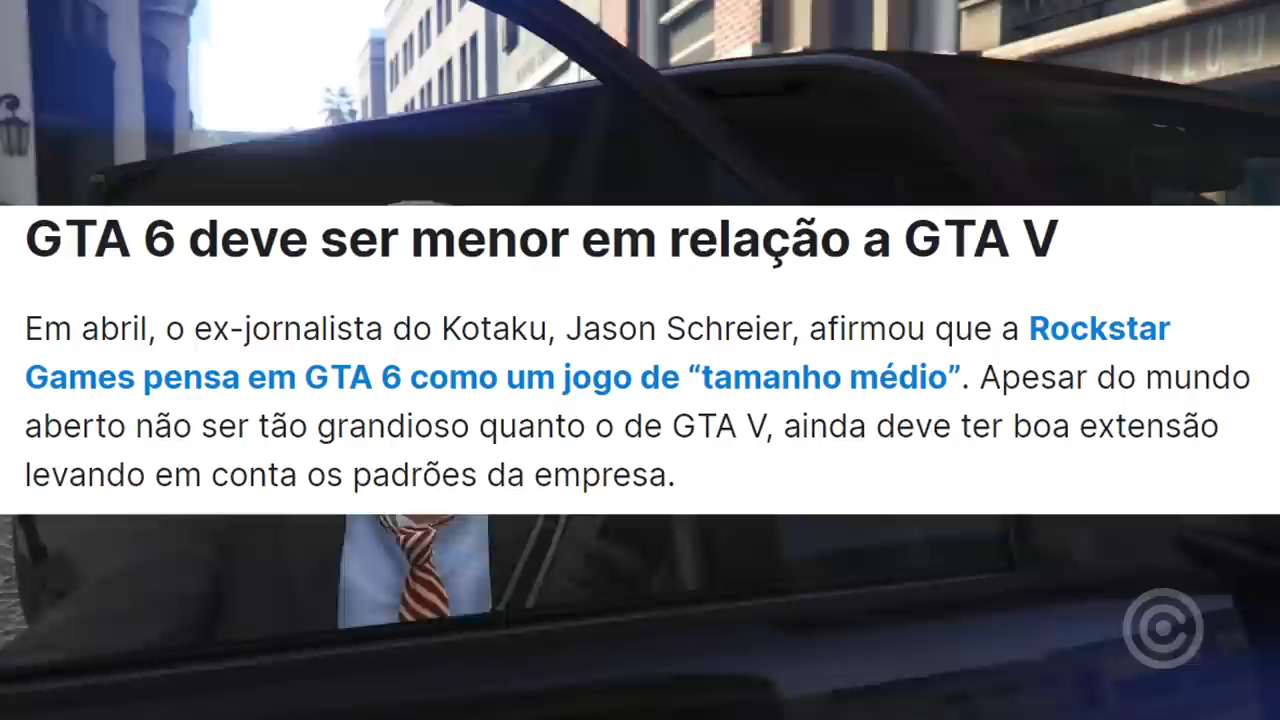 GTA 6 deve ser menor em relação a GTA V
Em abril, o ex-jornalista do Kotaku, Jason Schreier, afirmou que a Rockstar
Games pensa em GTA 6 como um jogo de “tamanho médio”. Apesar do mundo
aberto não ser tão grandioso quanto o de GTA V, ainda deve ter boa extensão
levando em conta os padrões da empresa.